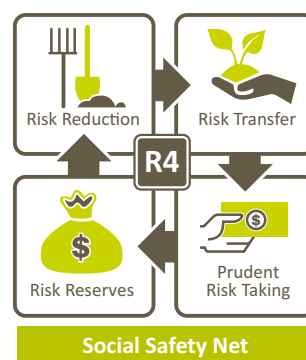 Risk Reduction
Risk Transfer
R4
$
Risk Reserves
$
Prudent
Risk Taking
Social Safety Net